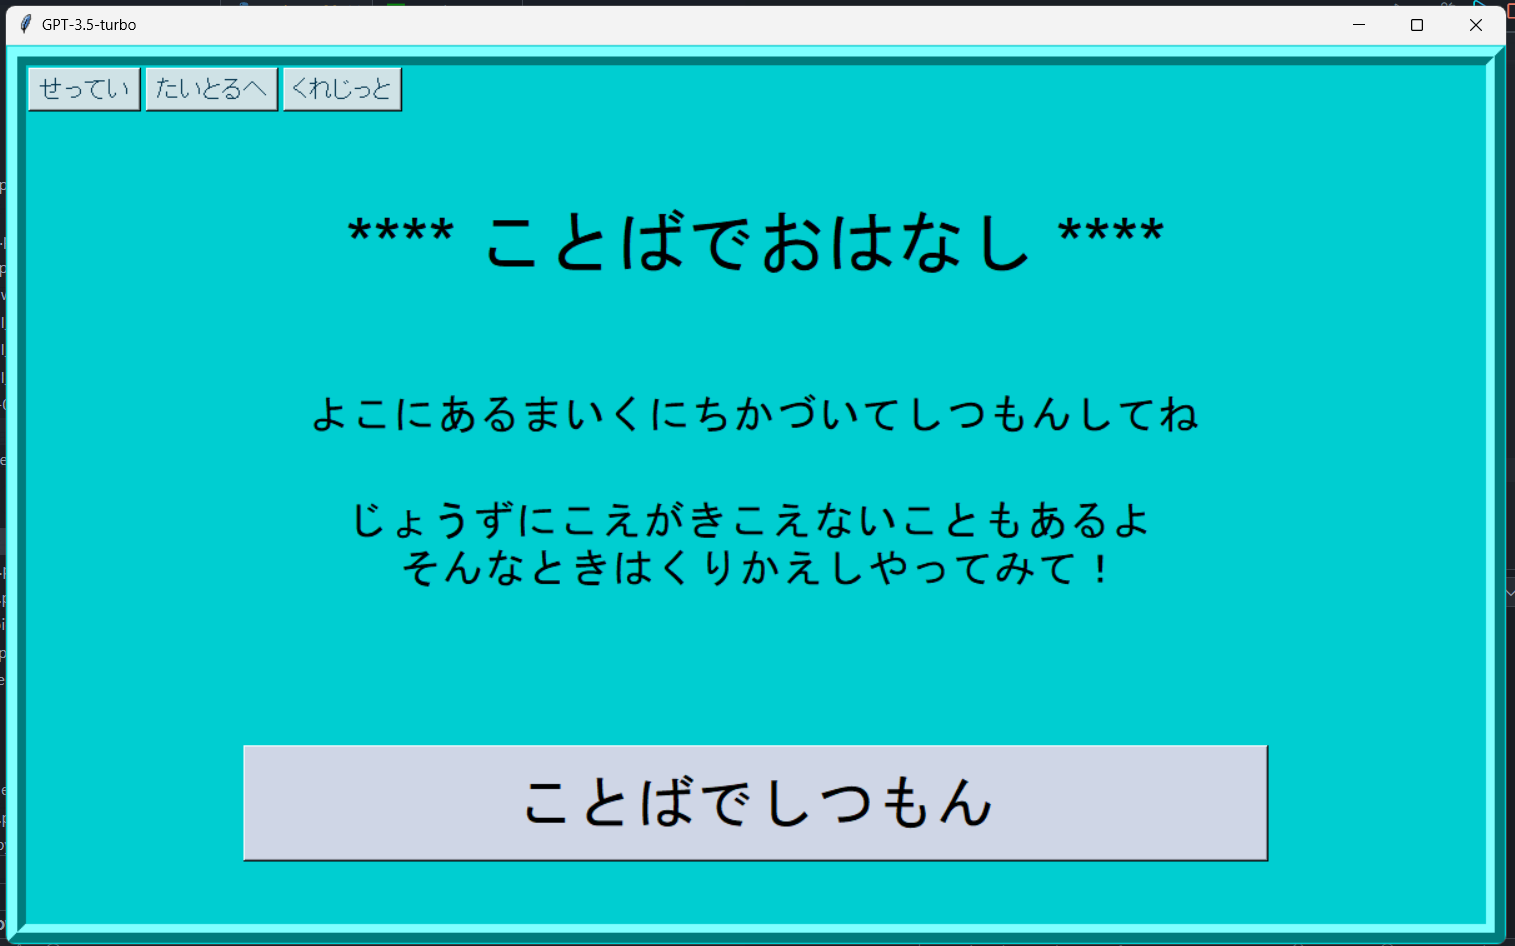 GPT-3.5-turbo
せってい たいとるへ くれじっと
**** ことばでおはなし ****
よこにあるまいくにちかづいてしつもんしてね
じょうずにこえがきこえないこともあるよ
そんなときはくりかえしやってみて！
ことばでしつもん